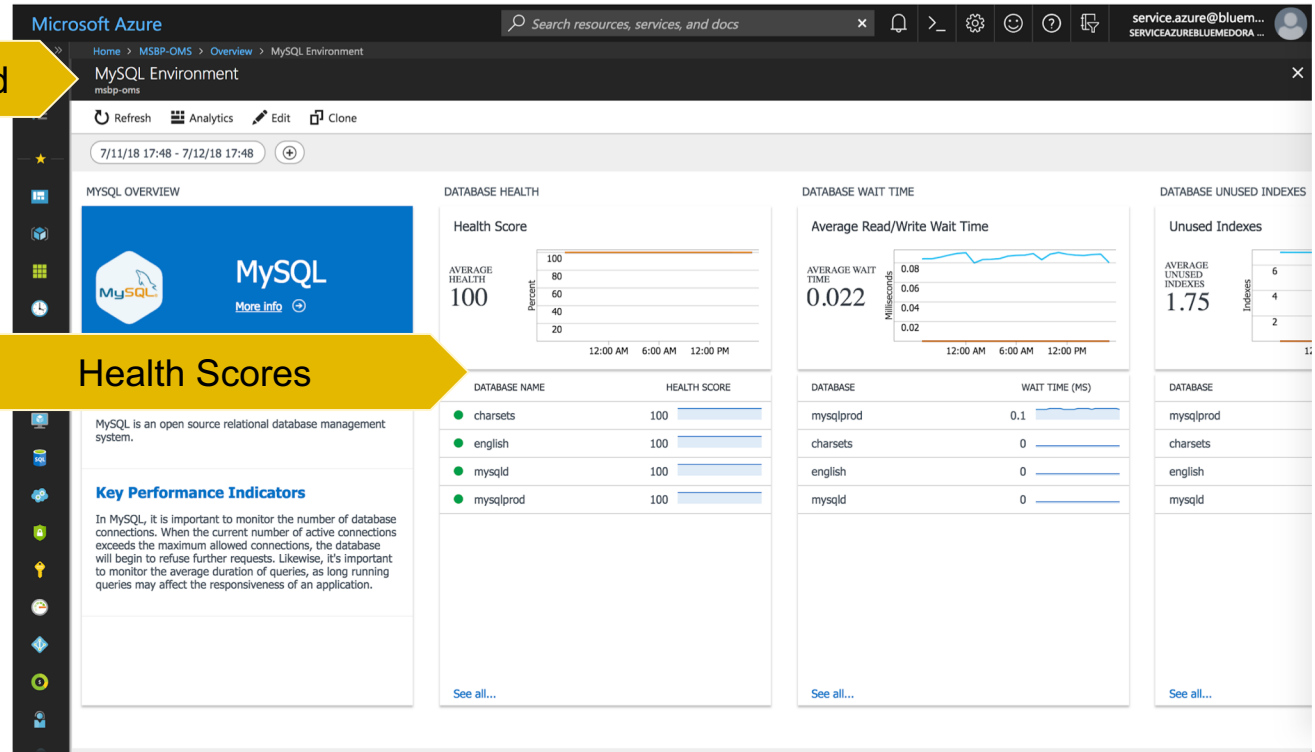 Microsoft Azure
Search resources, services, and docs
service.azure@bluem...
SERVICEAZUREBLUEMEDORA ...
Home > MSBP-OMS > Overview > MySQL Environment
d
MySQL Environment
msbp-oms
Refresh Analytics Edit Clone
7/11/18 17:48 - 7/12/18 17:48
MYSQL OVERVIEW
MySQL
MySQL
More info
Health Scores
MySQL is an open source relational database management
system.
Key Performance Indicators
In MySQL, it is important to monitor the number of database
connections. When the current number of active connections
exceeds the maximum allowed connections, the database
will begin to refuse further requests. Likewise, it's important
to monitor the average duration of queries, as long running
queries may affect the responsiveness of an application.
DATABASE HEALTH
Health Score
AVERAGE
HEALTH
100
Percent
100
80
60
40
20
12:00 AM 6:00 AM 12:00 PM
DATABASE NAME HEALTH SCORE
charsets 100
english 100
mysqld 100
mysqlprod 100
See all...
DATABASE WAIT TIME
Average Read/Write Wait Time
AVERAGE WAIT
TIME
0.022
Milliseconds
0.08
0.06
0.04
0.02
12:00 AM 6:00 AM 12:00 PM
DATABASE WAIT TIME (MS)
mysqlprod 0.1
charsets 0
english 0
mysqld 0
See all...
DATABASE UNUSED INDEXES
Unused Indexes
AVERAGE
UNUSED
INDEXES
1.75
Indexes
6
4
2
12
DATABASE
mysqlprod
charsets
english
mysqld
See all...